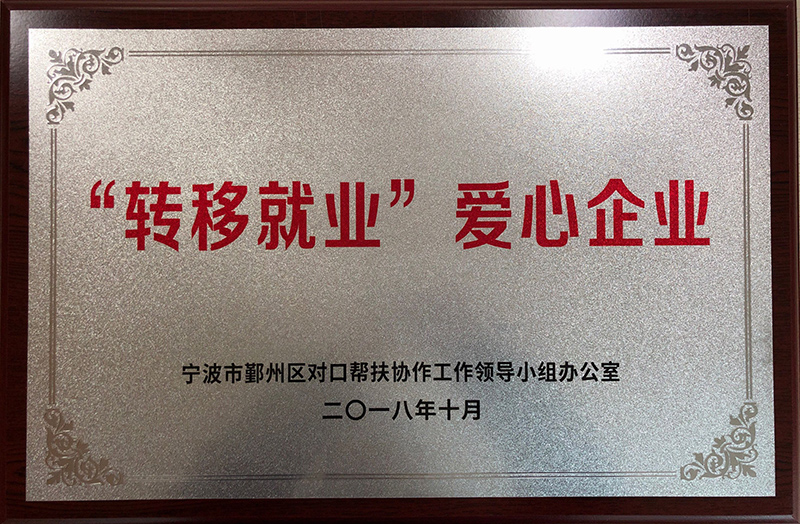 “转移就业”爱心企业
宁波市鄞州区对口帮扶协作工作领导小组办公室
二〇一八年十月